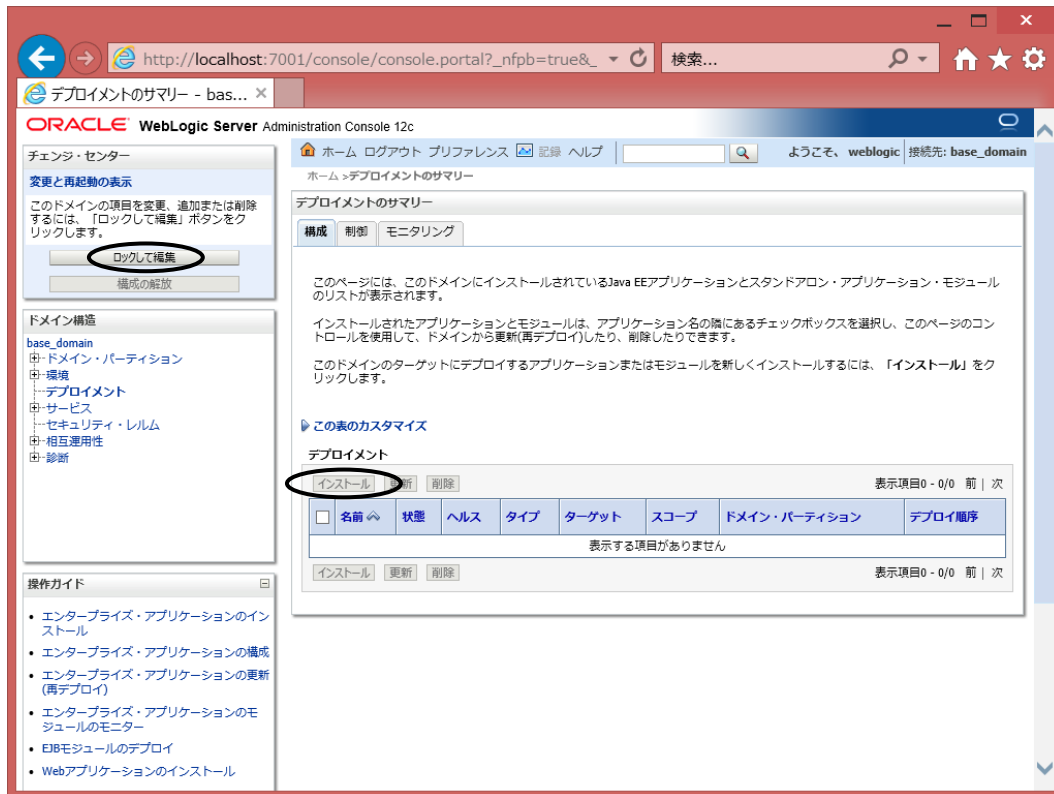 http://localhost:7001/console/console.portal?_nfpb=true&_
検索...
デプロイメントのサマリー - bas...
ORACLE WebLogic Server Administration Console 12c
チェンジ・センター
変更と再起動の表示
このドメインの項目を変更、追加または削除
するには、「ロックして編集」ボタンをク
リックします。
ロックして編集
構成の解放
ドメイン構造
base_domain
ドメイン・パーティション
環境
デプロイメント
サービス
セキュリティ・レルム
相互運用性
診断
操作ガイド
• エンタープライズ・アプリケーションのイン
ストール
• エンタープライズ・アプリケーションの構成
• エンタープライズ・アプリケーションの更新
(再デプロイ)
• エンタープライズ・アプリケーションのモ
ジュールのモニター
• EJBモジュールのデプロイ
• Webアプリケーションのインストール
ホーム ログアウト プリファレンス 記録 ヘルプ
ようこそ、 weblogic 接続先: base_domain
ホーム >デプロイメントのサマリー
デプロイメントのサマリー
構成 制御 モニタリング
このページには、このドメインにインストールされているJava EEアプリケーションとスタンドアロン・アプリケーション・モジュール
のリストが表示されます。
インストールされたアプリケーションとモジュールは、アプリケーション名の隣にあるチェックボックスを選択し、このページのコン
トロールを使用して、ドメインから更新(再デプロイ)したり、削除したりできます。
このドメインのターゲットにデプロイするアプリケーションまたはモジュールを新しくインストールするには、「インストール」をク
リックします。
この表のカスタマイズ
デプロイメント
インストール 更新 削除 表示項目0 - 0/0 前 | 次
名前 状態 ヘルス タイプ ターゲット スコープ ドメイン・パーティション デプロイ順序
表示する項目がありません
インストール 更新 削除 表示項目0 - 0/0 前 | 次